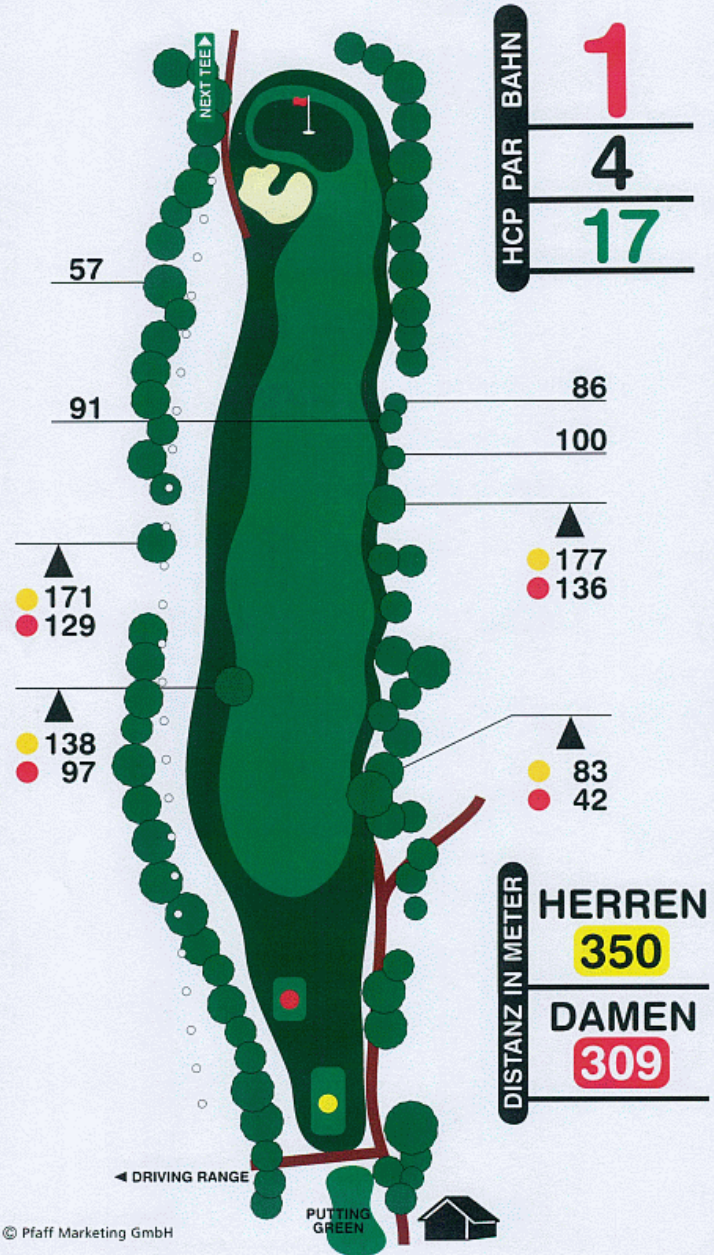 NEXT TEE
BAHN 1
PAR 4
HCP 17
57
86
91
100
177
136
171
129
138
97
83
42
DISTANZ IN METER
HERREN
350
DAMEN
309
DRIVING RANGE
PUTTING
GREEN
© Pfaff Marketing GmbH